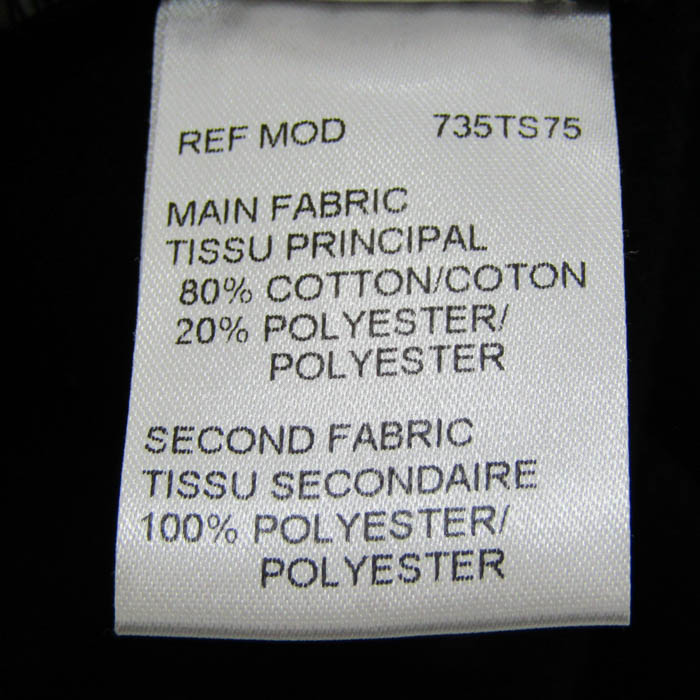 REF MOD 735TS75
MAIN FABRIC
TISSU PRINCIPAL
80% COTTON/COTON
20% POLYESTER/
POLYESTER
SECOND FABRIC
TISSU SECONDAIRE
100% POLYESTER/
POLYESTER